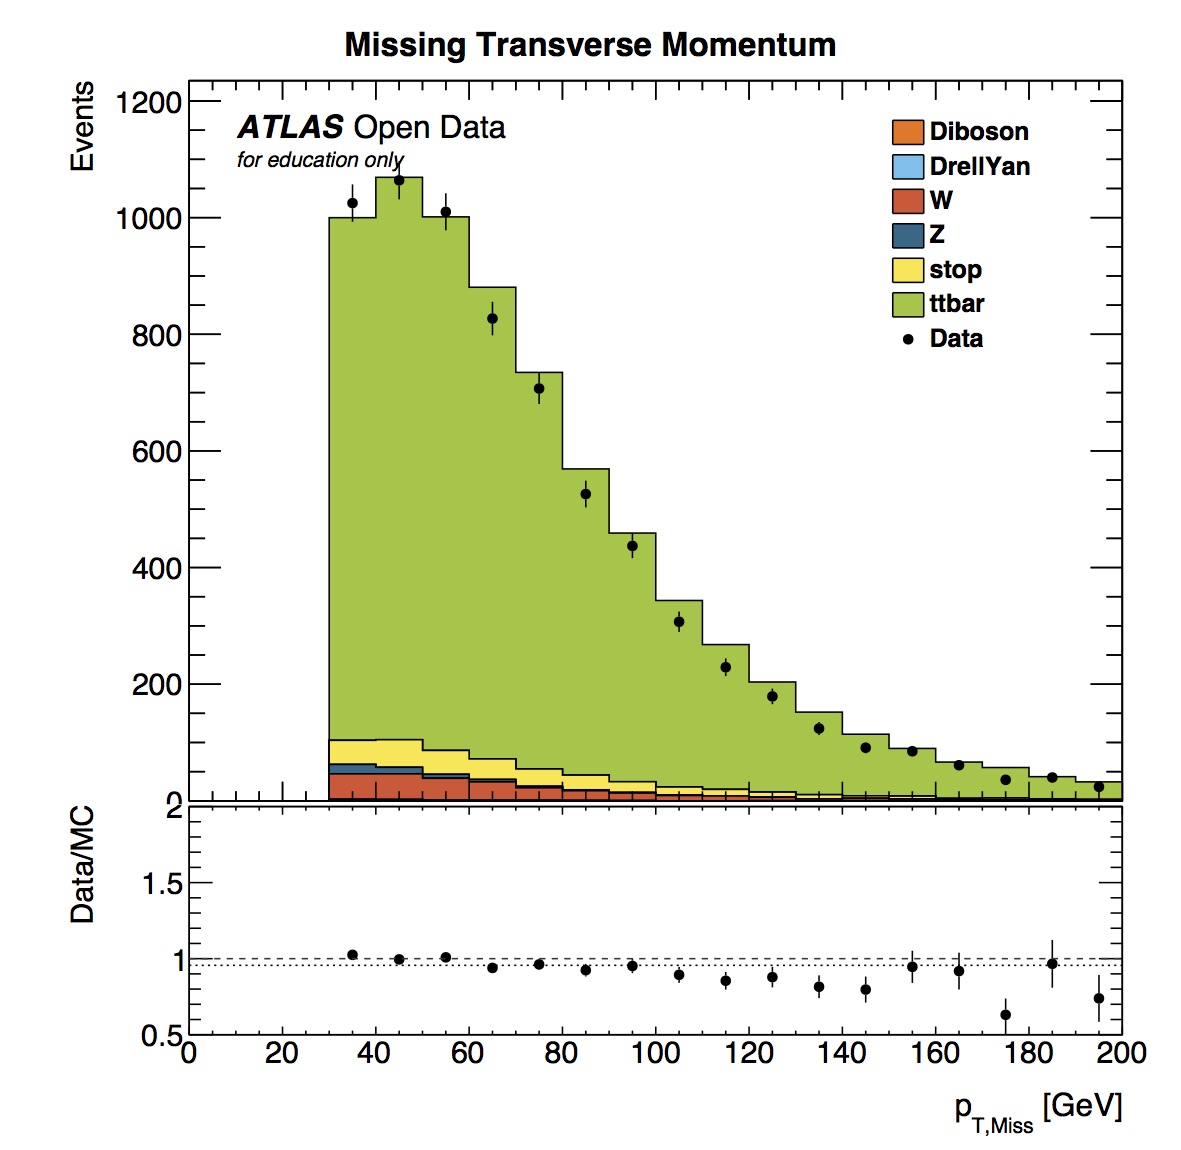 Missing Transverse Momentum
Events
1200
1000
800
600
400
200
0
ATLAS Open Data
for education only
Diboson
DrellYan
W
Z
stop
ttbar
Data
Data/MC
2
1.5
1
0.5
0 20 40 60 80 100 120 140 160 180 200
pT,Miss [GeV]